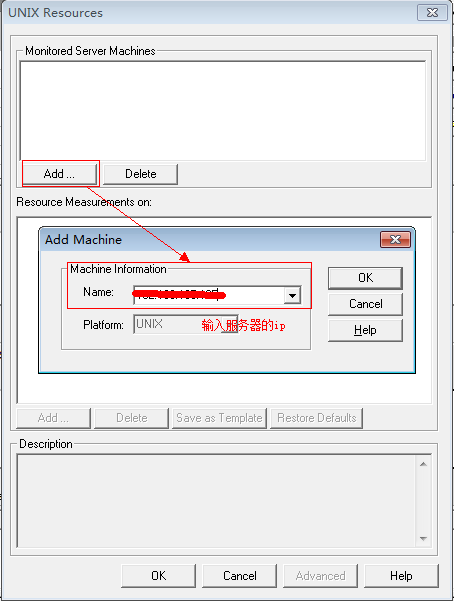 UNIX Resources
Monitored Server Machines
Add ...
Delete
Resource Measurements on:
Add Machine
Machine Information
Name:
OK
Cancel
Platform:
UNIX
输入服务器的ip
Help
Add ...
Delete
Save as Template
Restore Defaults
Description
OK
Cancel
Advanced
Help